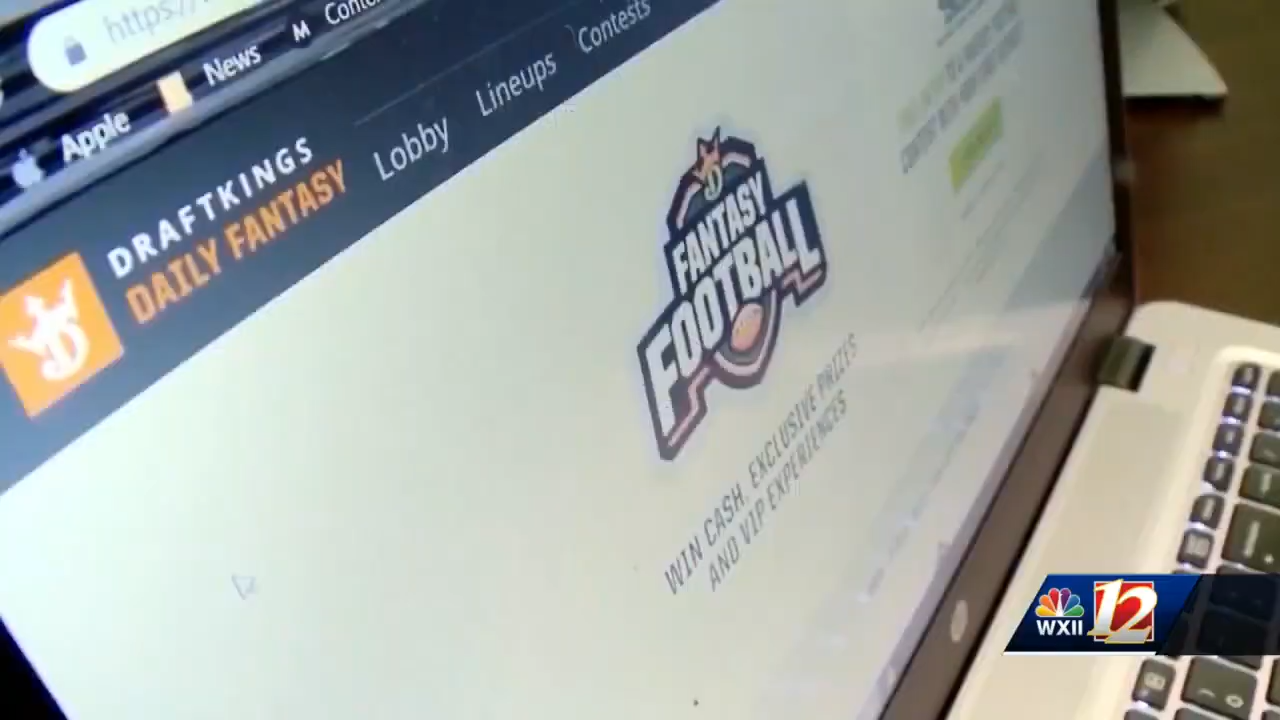 https://
Apple
News
M Conte
DRAFTKINGS
DAILY FANTASY
Lobby
Lineups
Contests
FANTASY
FOOTBALL
WIN CASH, EXCLUSIVE PRIZES
AND VIP EXPERIENCES
WXII 12